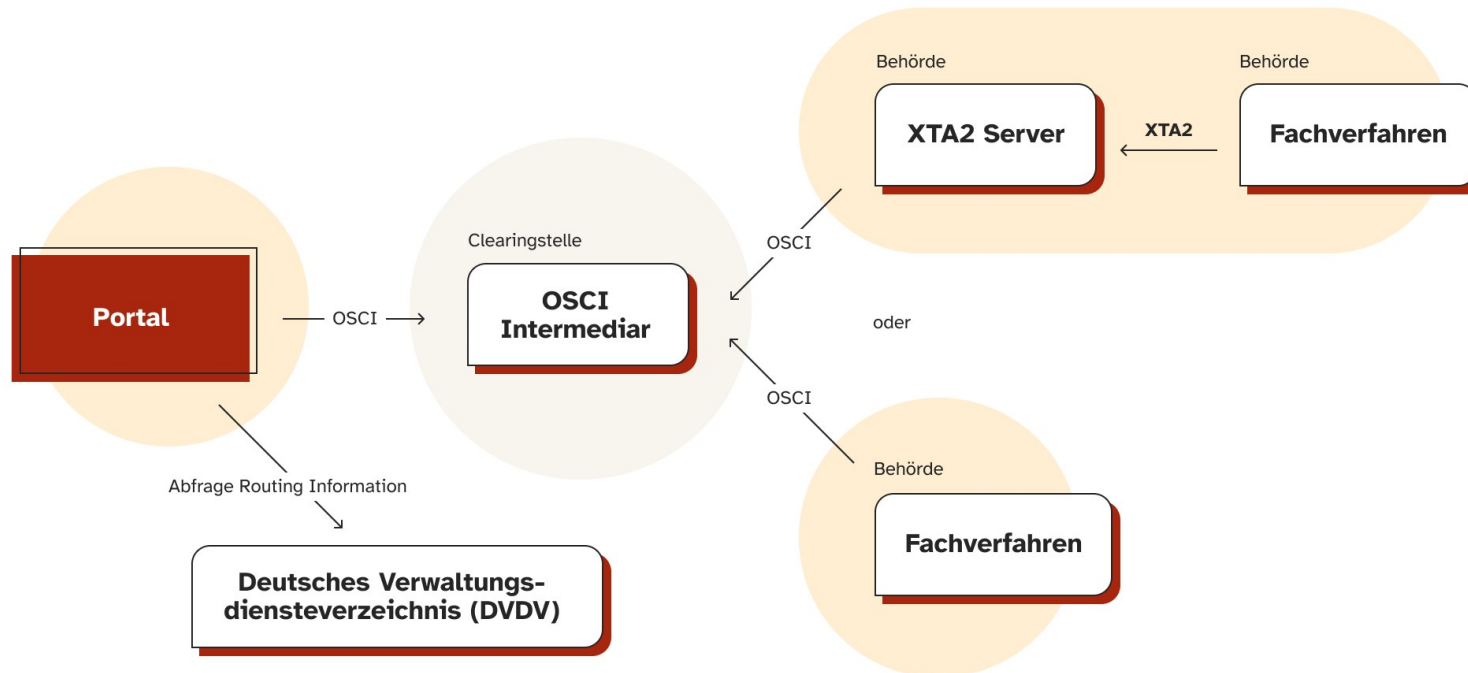 Behörde
XTA2 Server
XTA2
Behörde
Fachverfahren
OSCI
Clearingstelle
OSCI
Intermediar
Portal
OSCI
oder
OSCI
Behörde
Fachverfahren
Abfrage Routing Information
Deutsches Verwaltungs-
diensteverzeichnis (DVDV)